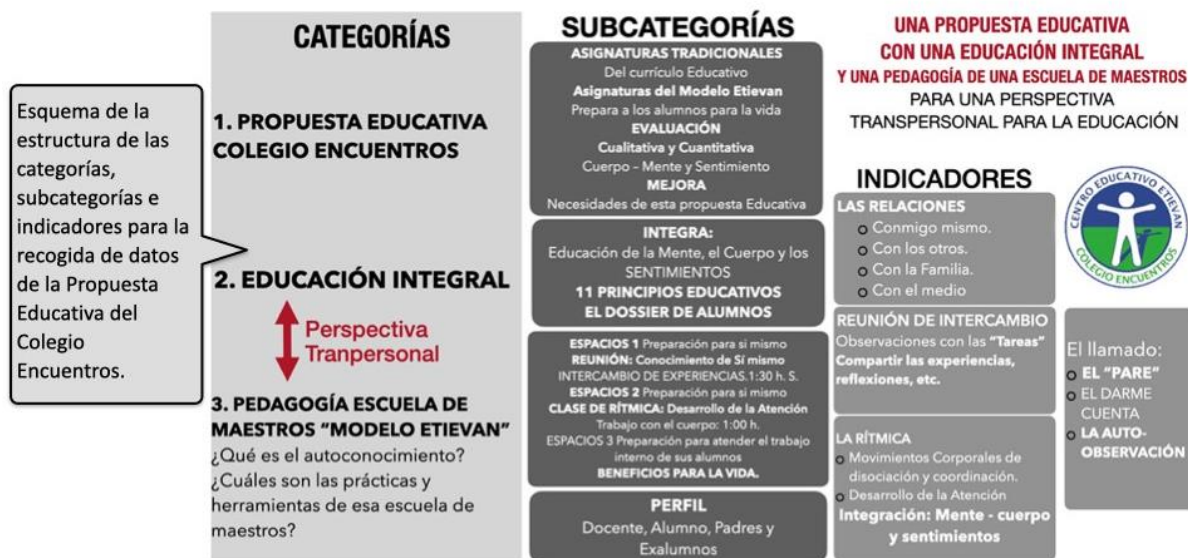 Esquema de la
estructura de las
categorías,
subcategorías e
indicadores para la
recogida de datos
de la Propuesta
Educativa del
Colegio
Encuentros.
CATEGORÍAS
1. PROPUESTA EDUCATIVA
COLEGIO ENCUENTROS
2. EDUCACIÓN INTEGRAL
Perspectiva
Tranpersonal
3. PEDAGOGÍA ESCUELA DE
MAESTROS “MODELO ETIEVAN”
¿Qué es el autoconocimiento?
¿Cuáles son las prácticas y
herramientas de esa escuela de
maestros?
SUBCATEGORÍAS
ASIGNATURAS TRADICIONALES
Del currículo Educativo
Asignaturas del Modelo Etievan
Prepara a los alumnos para la vida
EVALUACIÓN
Cualitativa y Cuantitativa
Cuerpo – Mente y Sentimiento
MEJORA
Necesidades de esta propuesta Educativa
INTEGRA:
Educación de la Mente, el Cuerpo y los
SENTIMIENTOS
11 PRINCIPIOS EDUCATIVOS
EL DOSSIER DE ALUMNOS
ESPACIOS 1 Preparación para si mismo
REUNIÓN: Conocimiento de Sí mismo
INTERCAMBIO DE EXPERIENCIAS.1:30 h. S.
ESPACIOS 2 Preparación para si mismo
CLASE DE RÍTMICA: Desarrollo de la Atención
Trabajo con el cuerpo: 1:00 h.
ESPACIOS 3 Preparación para atender el trabajo
interno de sus alumnos
BENEFICIOS PARA LA VIDA.
PERFIL
Docente, Alumno, Padres y
Exalumnos
UNA PROPUESTA EDUCATIVA
CON UNA EDUCACIÓN INTEGRAL
Y UNA PEDAGOGÍA DE UNA ESCUELA DE MAESTROS
PARA UNA PERSPECTIVA
TRANSPERSONAL PARA LA EDUCACIÓN
INDICADORES
LAS RELACIONES
Conmigo mismo.
Con los otros.
Con la Familia.
Con el medio
REUNIÓN DE INTERCAMBIO
Observaciones con las “Tareas”
Compartir las experiencias,
reflexiones, etc.
LA RÍTMICA
Movimientos Corporales de
disociación y coordinación.
Desarrollo de la Atención
Integración: Mente - cuerpo
y sentimientos
CENTRO EDUCATIVO ETIEVAN
COLEGIO ENCUENTROS
El llamado:
EL “PARE”
EL DARME
CUENTA
LA AUTO-
OBSERVACIÓN